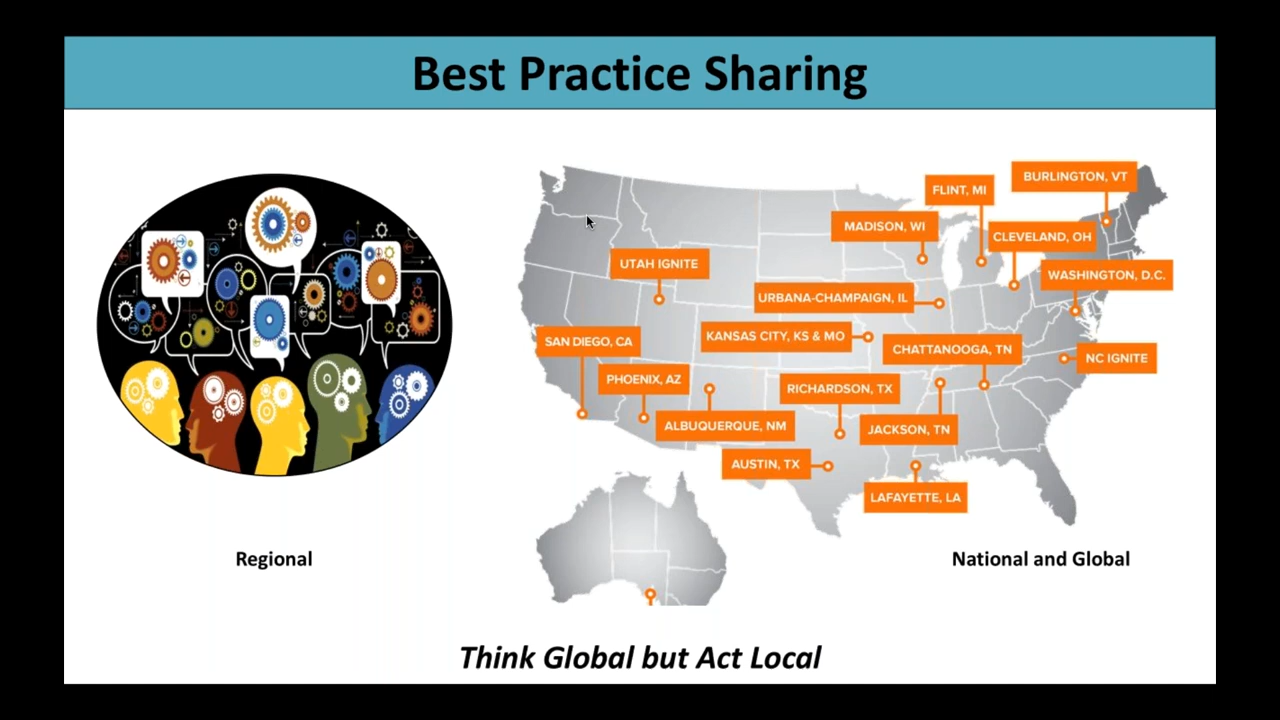 Best Practice Sharing
BURLINGTON, VT
FLINT, MI
MADISON, WI
CLEVELAND, OH
UTAH IGNITE
WASHINGTON, D.C.
URBANA-CHAMPAIGN, IL
SAN DIEGO, CA
KANSAS CITY, KS & MO
CHATTANOOGA, TN
NC IGNITE
PHOENIX, AZ
RICHARDSON, TX
ALBUQUERQUE, NM
JACKSON, TN
AUSTIN, TX
LAFAYETTE, LA
Regional
National and Global
Think Global but Act Local